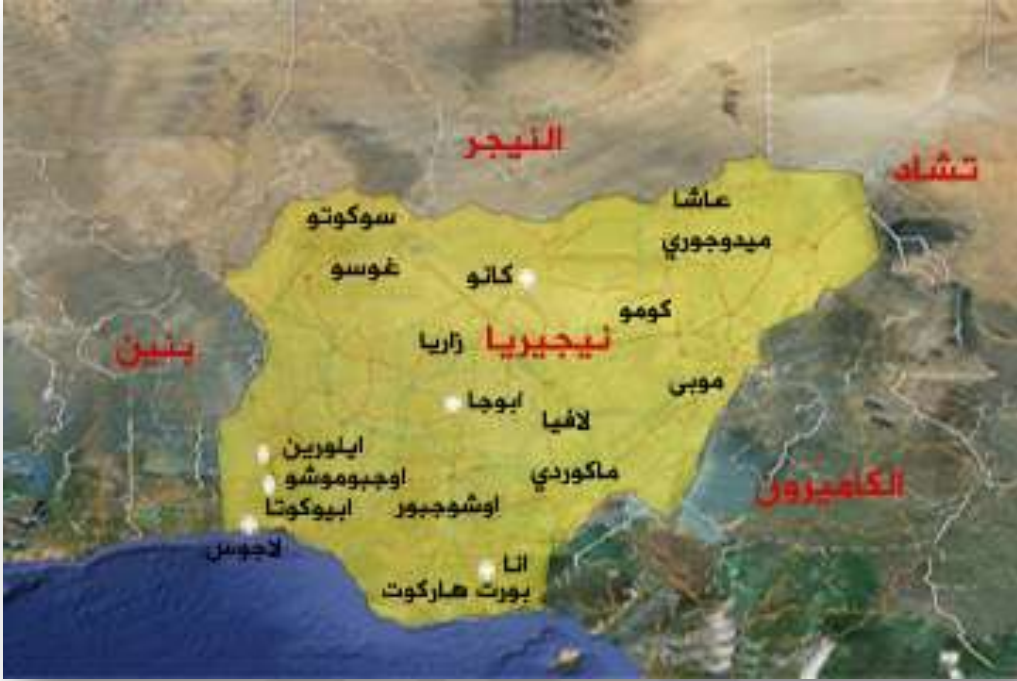 النيجر
تشاد
عاشا
سوكوتو
ميدوجوري
غوسو
كانو
كومو
بنين
زاريا
نيجيريا
موبى
ابوجا
لافيا
ايلورين
ماكوردي
اوجبوموشو
الكاميرون
ابيوكوتا
اوشوجبور
لاجوس
انا
بورت هاركوت